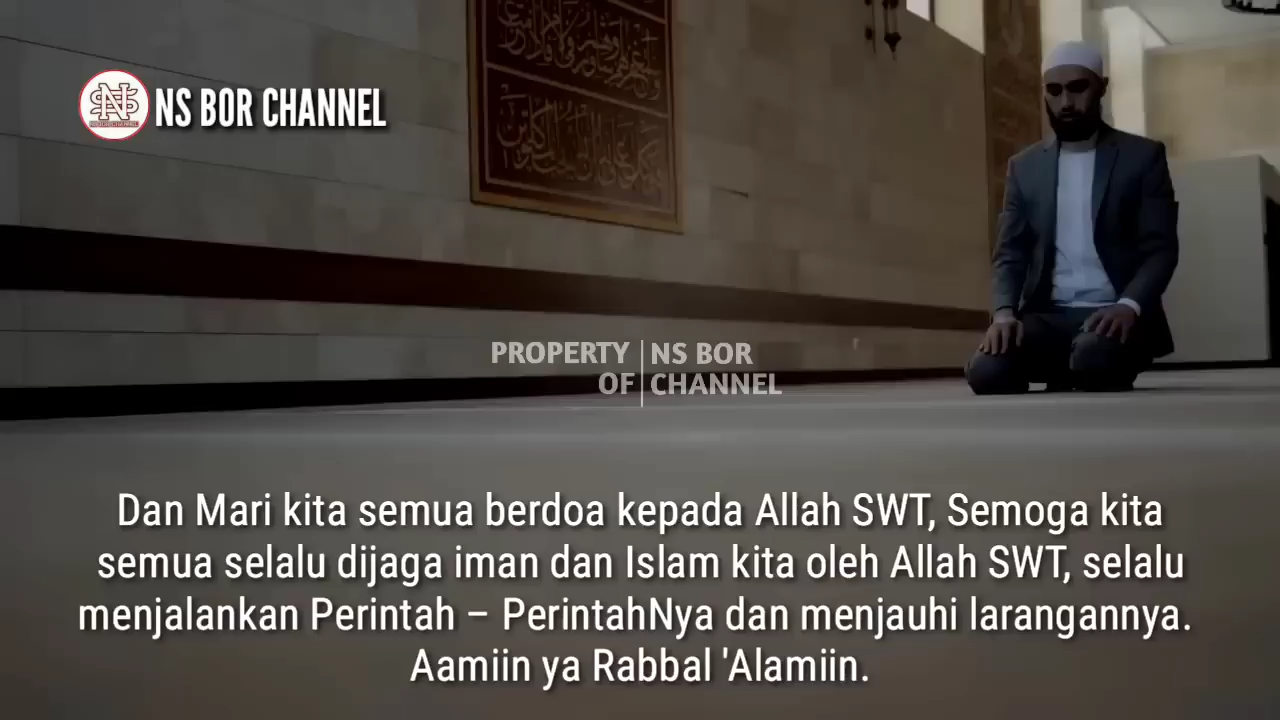 NS BOR CHANNEL
PROPERTY OF
NS BOR CHANNEL
Dan Mari kita semua berdoa kepada Allah SWT, Semoga kita
semua selalu dijaga iman dan Islam kita oleh Allah SWT, selalu
menjalankan Perintah – PerintahNya dan menjauhi larangannya.
Aamiin ya Rabbal 'Alamiin.